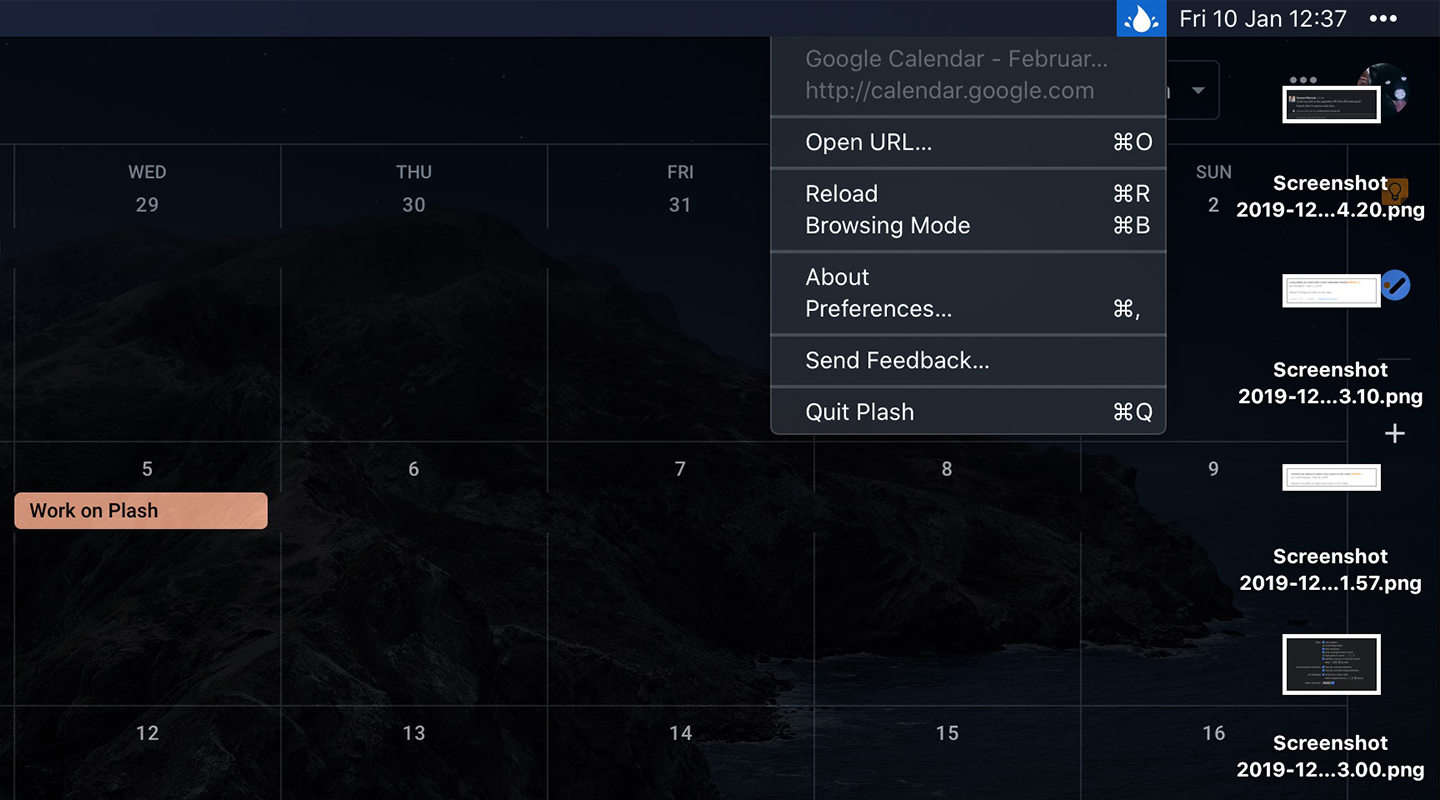 Fri 10 Jan 12:37
Google Calendar - Februar...
http://calendar.google.com
Open URL... ⌘O
Reload ⌘R
Browsing Mode ⌘B
About
Preferences... ⌘,
Send Feedback...
Quit Plash ⌘Q
WED THU FRI SUN
29 30 31 2
Screenshot
2019-12...4.20.png
Screenshot
2019-12...3.10.png
5 6 7 8 9
Work on Plash
Screenshot
2019-12...1.57.png
12 13 14 15 16
Screenshot
2019-12...3.00.png